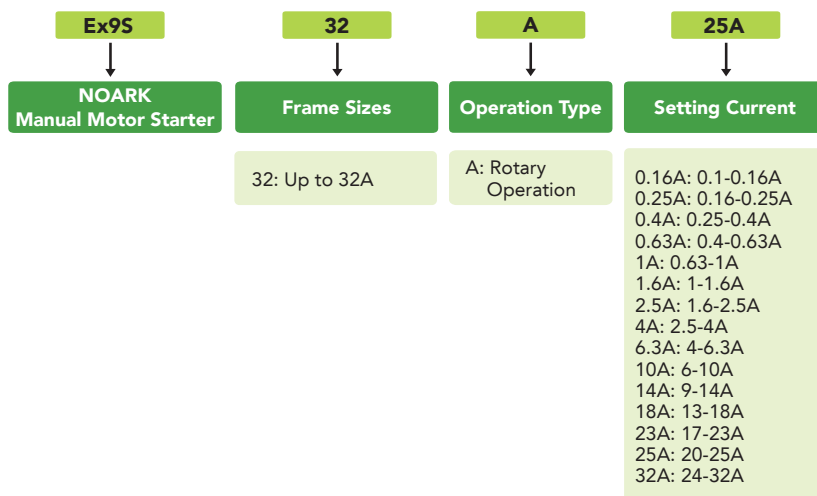 Ex9S
32
A
25A
NOARK
Manual Motor Starter
Frame Sizes
Operation Type
Setting Current
32: Up to 32A
A: Rotary
Operation
0.16A: 0.1-0.16A
0.25A: 0.16-0.25A
0.4A: 0.25-0.4A
0.63A: 0.4-0.63A
1A: 0.63-1A
1.6A: 1-1.6A
2.5A: 1.6-2.5A
4A: 2.5-4A
6.3A: 4-6.3A
10A: 6-10A
14A: 9-14A
18A: 13-18A
23A: 17-23A
25A: 20-25A
32A: 24-32A